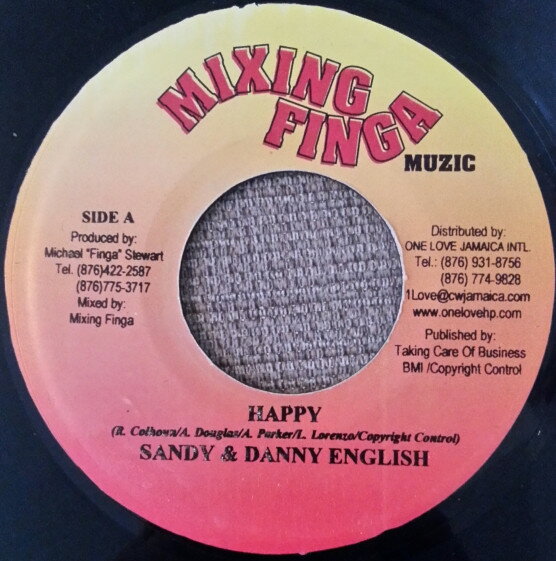 MIXING
FINGA
MUZIC
SIDE A
Produced by:
Michael "Finga" Stewart
Tel. (876)422-2587
(876)775-3717
Mixed by:
Mixing Finga
Distributed by:
ONE LOVE JAMAICA INTL.
Tel.: (876) 931-8756
(876) 774-9828
1Love@cwjamaica.com
www.onelovehp.com
Published by:
Taking Care Of Business
BMI /Copyright Control
HAPPY
(R. Colhoun/A. Douglas/A. Parker/L. Lorenzo/Copyright Control)
SANDY & DANNY ENGLISH